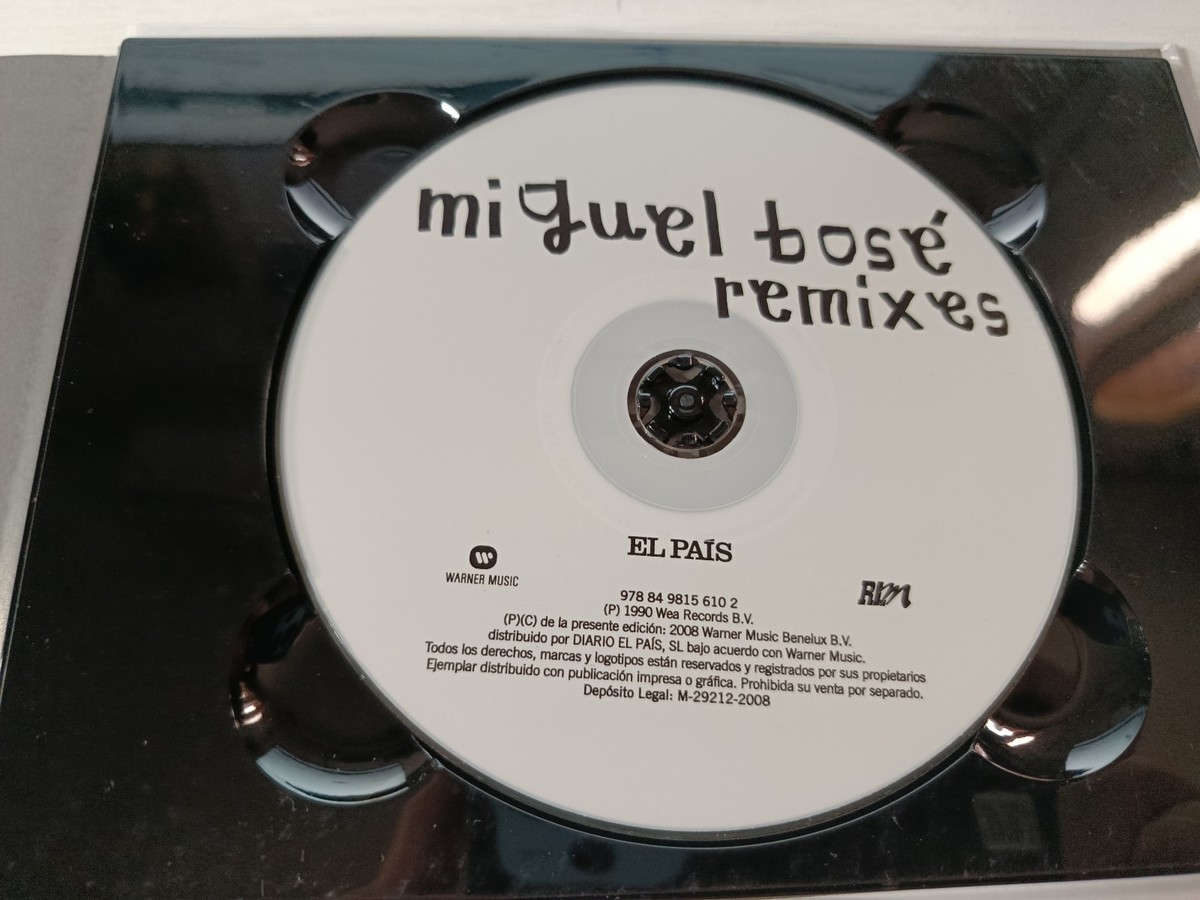 miguel bosé
remixes
EL PAÍS
WARNER MUSIC
RLM
978 84 9815 610 2
(P) 1990 Wea Records B.V.
(P)(C) de la presente edición: 2008 Warner Music Benelux B.V.
distribuido por DIARIO EL PAÍS, SL bajo acuerdo con Warner Music.
Todos los derechos, marcas y logotipos están reservados y registrados por sus propietarios
Ejemplar distribuido con publicación impresa o gráfica. Prohibida su venta por separado.
Depósito Legal: M-29212-2008